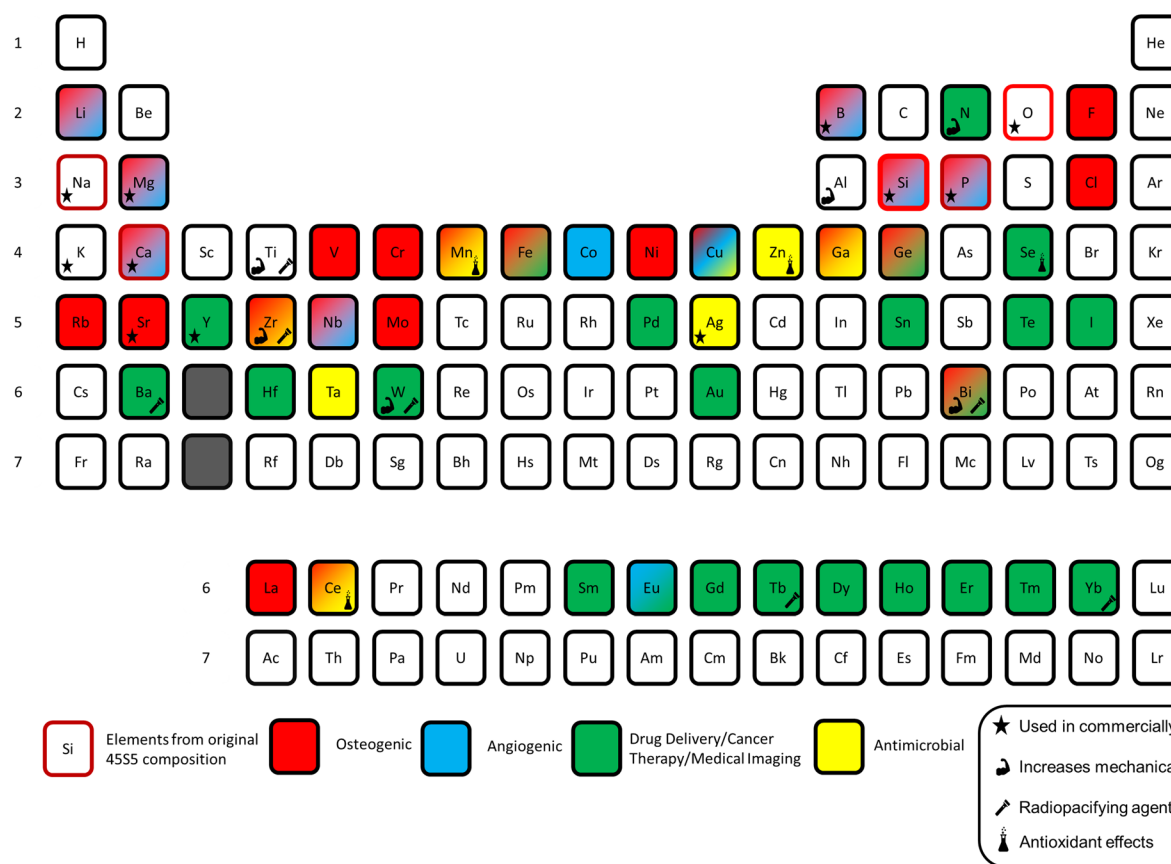 1 H He
2 Li Be B C N O F Ne
3 Na Mg Al Si P S Cl Ar
4 K Ca Sc Ti V Cr Mn Fe Co Ni Cu Zn Ga Ge As Se Br Kr
5 Rb Sr Y Zr Nb Mo Tc Ru Rh Pd Ag Cd In Sn Sb Te I Xe
6 Cs Ba Hf Ta W Re Os Ir Pt Au Hg Tl Pb Bi Po At Rn
7 Fr Ra Rf Db Sg Bh Hs Mt Ds Rg Cn Nh Fl Mc Lv Ts Og
6 La Ce Pr Nd Pm Sm Eu Gd Tb Dy Ho Er Tm Yb Lu
7 Ac Th Pa U Np Pu Am Cm Bk Cf Es Fm Md No Lr
Si
Elements from original
45S5 composition
Osteogenic
Angiogenic
Drug Delivery/Cancer
Therapy/Medical Imaging
Antimicrobial
Used in commercially
Increases mechanica
Radiopacifying agent
Antioxidant effects